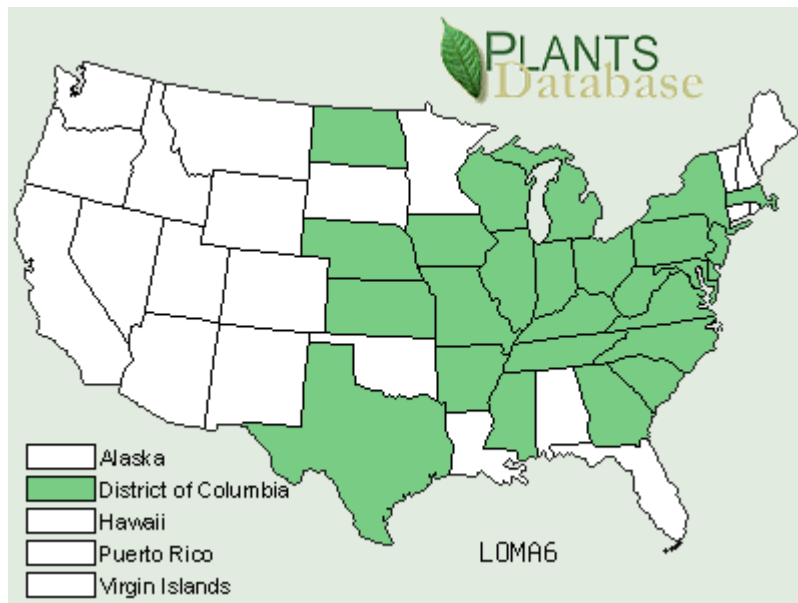 PLANTS
Database
Alaska
District of Columbia
Hawaii
Puerto Rico
Virgin Islands
LOMA6